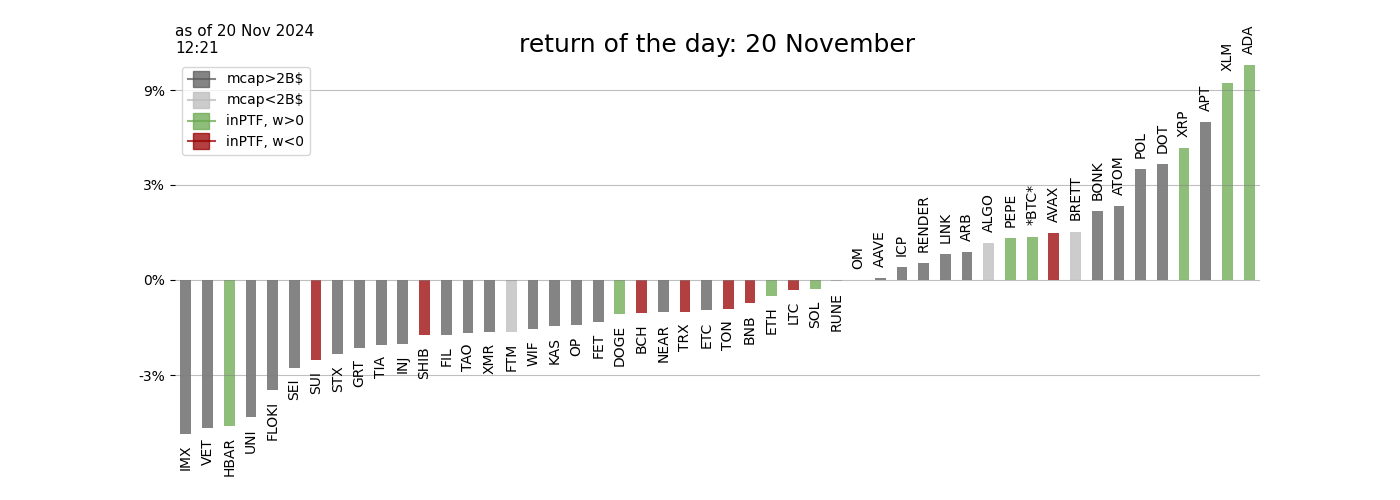 as of 20 Nov 2024
12:21
return of the day: 20 November
mcap>2B$
mcap<2B$
inPTF, w>0
inPTF, w<0
9%
3%
0%
-3%
IMX
VET
HBAR
UNI
FLOKI
SEI
SUI
STX
GRT
TIA
INJ
SHIB
FIL
TAO
XMR
FTM
WIF
KAS
OP
FET
DOGE
BCH
NEAR
TRX
ETC
TON
BNB
ETH
LTC
SOL
RUNE
OM
AAVE
ICP
RENDER
LINK
ARB
ALGO
PEPE
*BTC*
AVAX
BRETT
BONK
ATOM
POL
DOT
XRP
APT
XLM
ADA